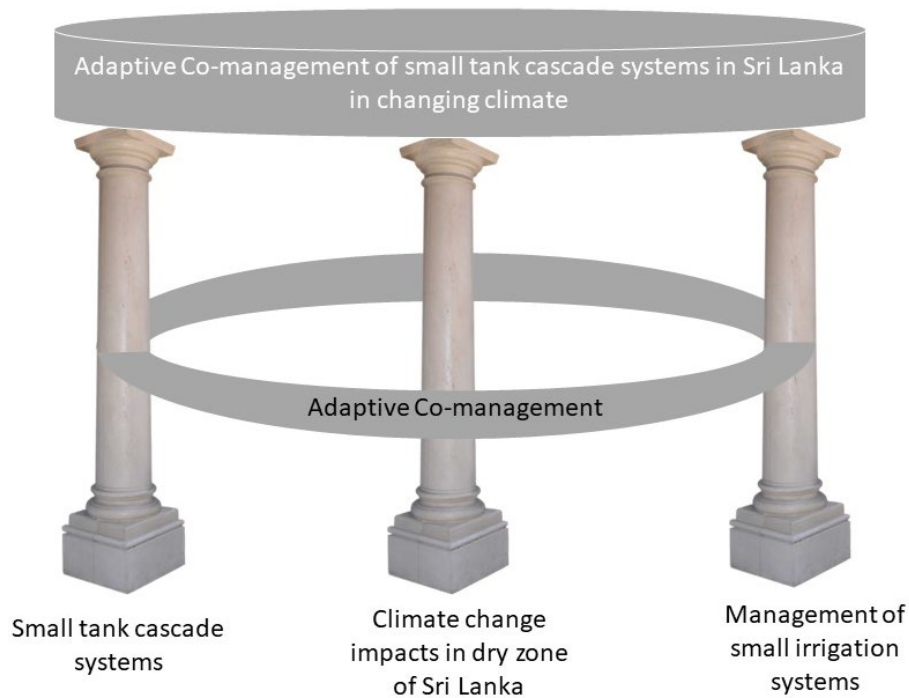 Adaptive Co-management of small tank cascade systems in Sri Lanka
in changing climate
Adaptive Co-management
Small tank cascade
systems
Climate change
impacts in dry zone
of Sri Lanka
Management of
small irrigation
systems